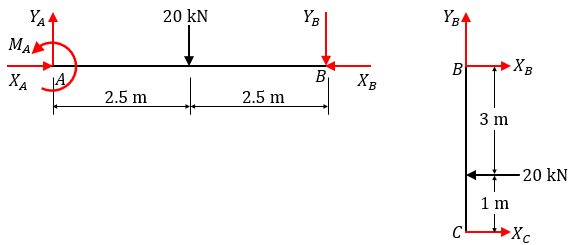 Y_A
20 kN
Y_B
M_A
X_A
A
B
X_B
2.5 m
2.5 m
Y_B
B
X_B
3 m
20 kN
1 m
C
X_C